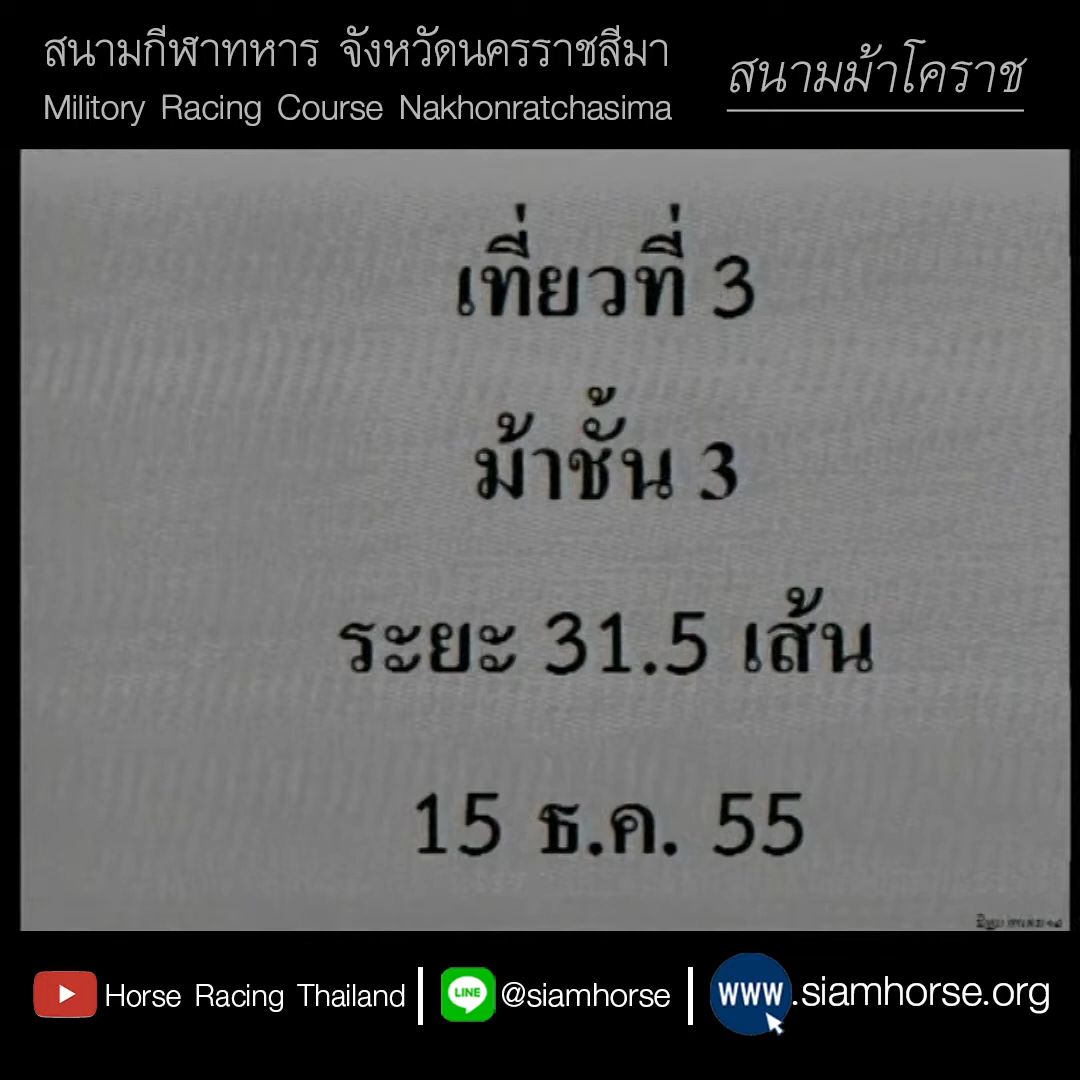 สนามกีฬาทหาร จังหวัดนครราชสีมา
Militory Racing Course Nakhonratchasima
สนามม้าโคราช
เที่ยวที่ 3
ม้าชั้น 3
ระยะ 31.5 เส้น
15 ธ.ค. 55
Horse Racing Thailand
LINE @siamhorse
www.siamhorse.org